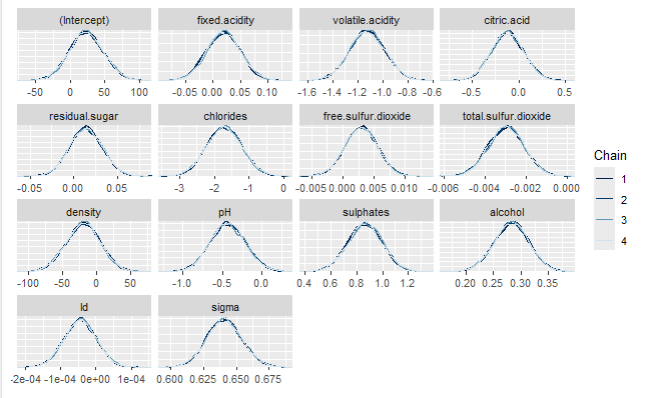 (Intercept) fixed.acidity volatile.acidity citric.acid
-50 0 50 100 -0.05 0.00 0.05 0.10 -1.6 -1.4 -1.2 -1.0 -0.8 -0.6 -0.5 0.0 0.5
residual.sugar chlorides free.sulfur.dioxide total.sulfur.dioxide
-0.05 0.00 0.05 -3 -2 -1 0 -0.005 0.000 0.005 0.010 -0.006 -0.004 -0.002 0.000
Chain
1
2
3
4
density pH sulphates alcohol
-100 -50 0 50 -1.0 -0.5 0.0 0.4 0.6 0.8 1.0 1.2 0.20 0.25 0.30 0.35
Id sigma
-2e-04 -1e-04 0e+00 1e-04 0.600 0.625 0.650 0.675